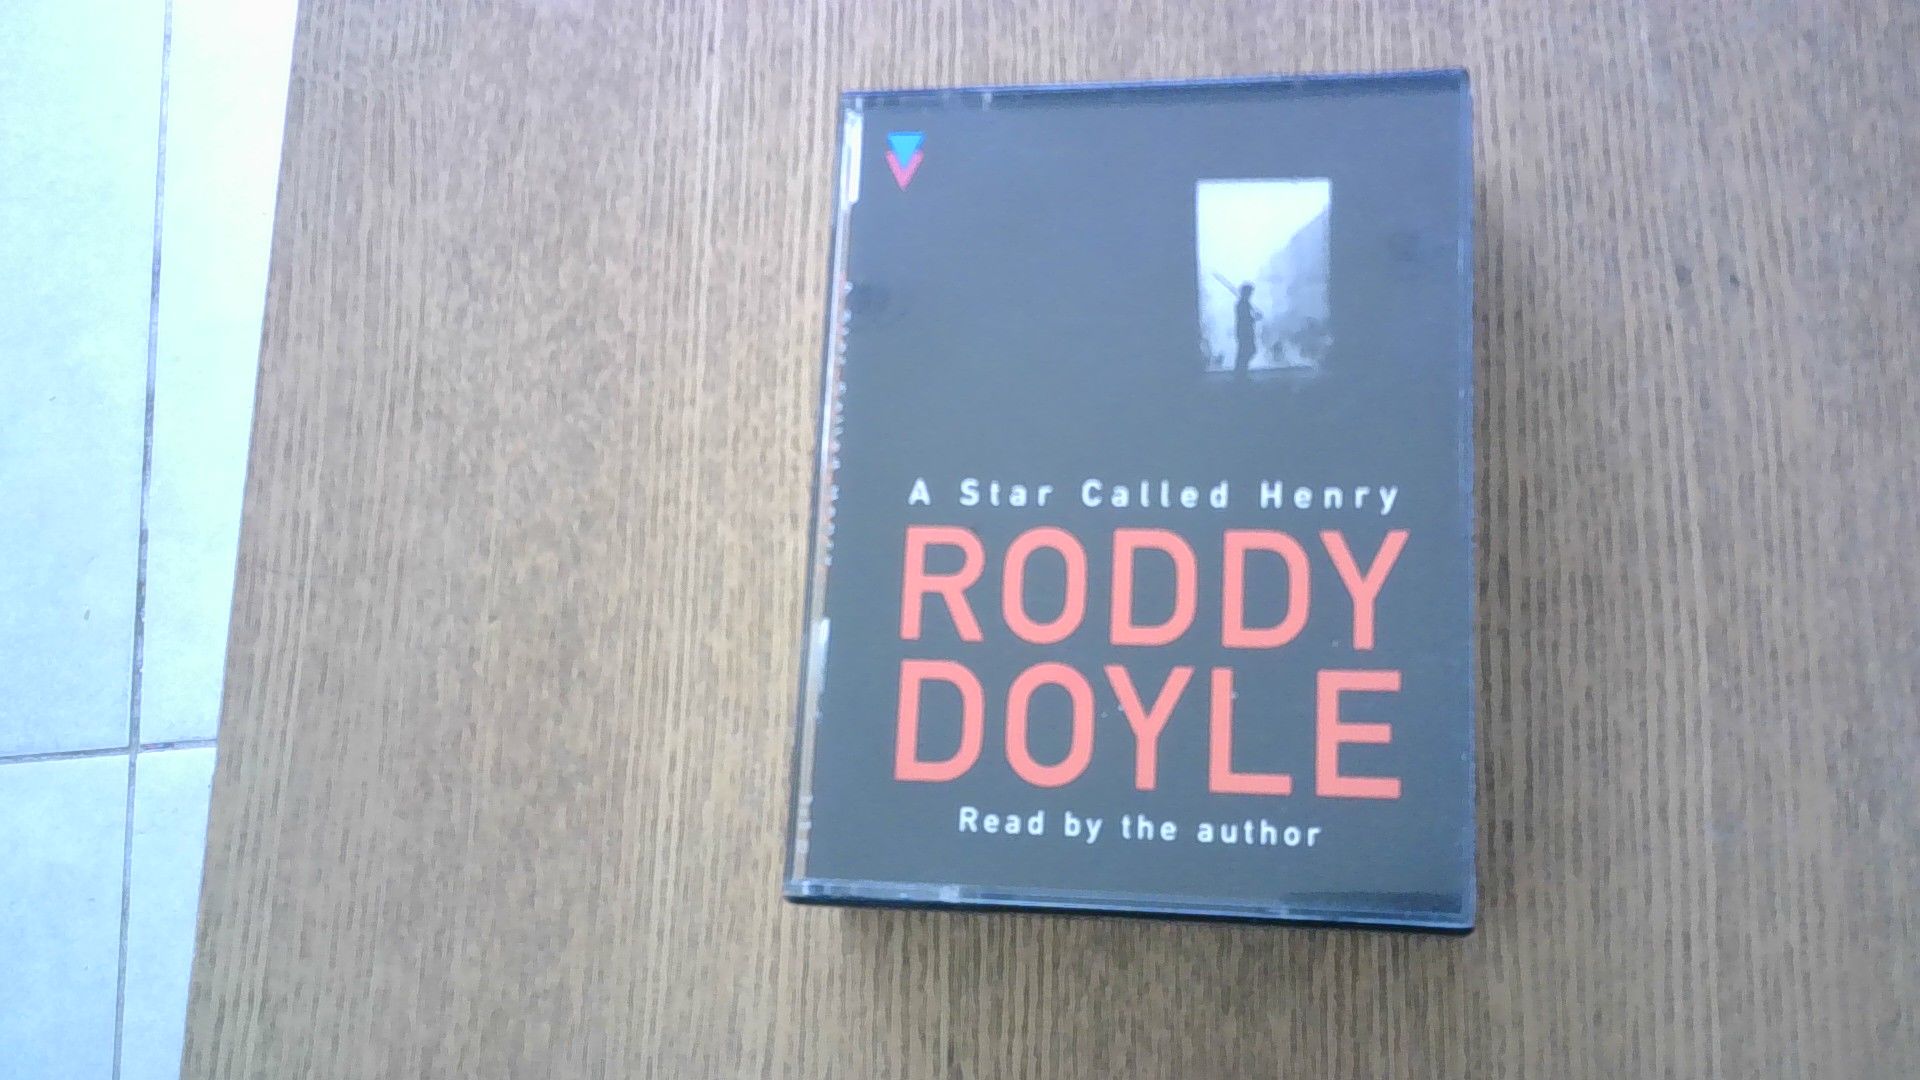 A Star Called Henry
RODDY
DOYLE
Read by the author